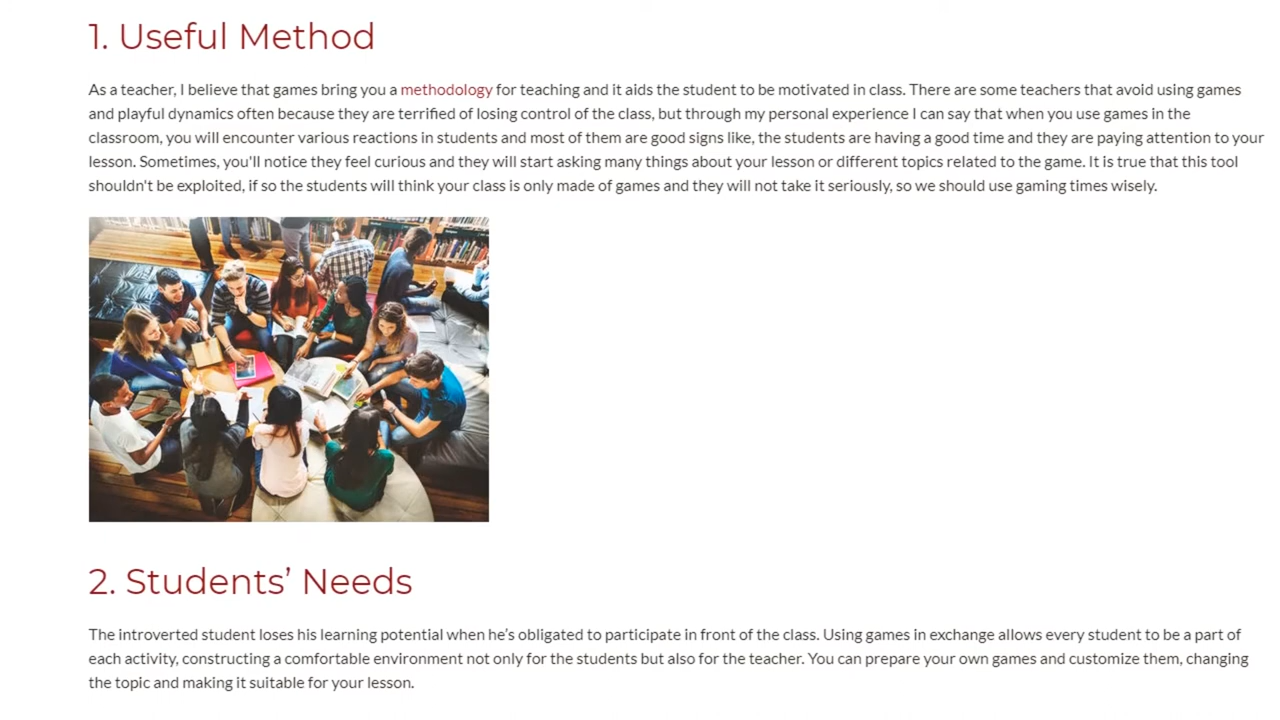 1. Useful Method
As a teacher, I believe that games bring you a methodology for teaching and it aids the student to be motivated in class. There are some teachers that avoid using games
and playful dynamics often because they are terrified of losing control of the class, but through my personal experience I can say that when you use games in the
classroom, you will encounter various reactions in students and most of them are good signs like, the students are having a good time and they are paying attention to your
lesson. Sometimes, you'll notice they feel curious and they will start asking many things about your lesson or different topics related to the game. It is true that this tool
shouldn't be exploited, if so the students will think your class is only made of games and they will not take it seriously, so we should use gaming times wisely.
2. Students’ Needs
The introverted student loses his learning potential when he’s obligated to participate in front of the class. Using games in exchange allows every student to be a part of
each activity, constructing a comfortable environment not only for the students but also for the teacher. You can prepare your own games and customize them, changing
the topic and making it suitable for your lesson.